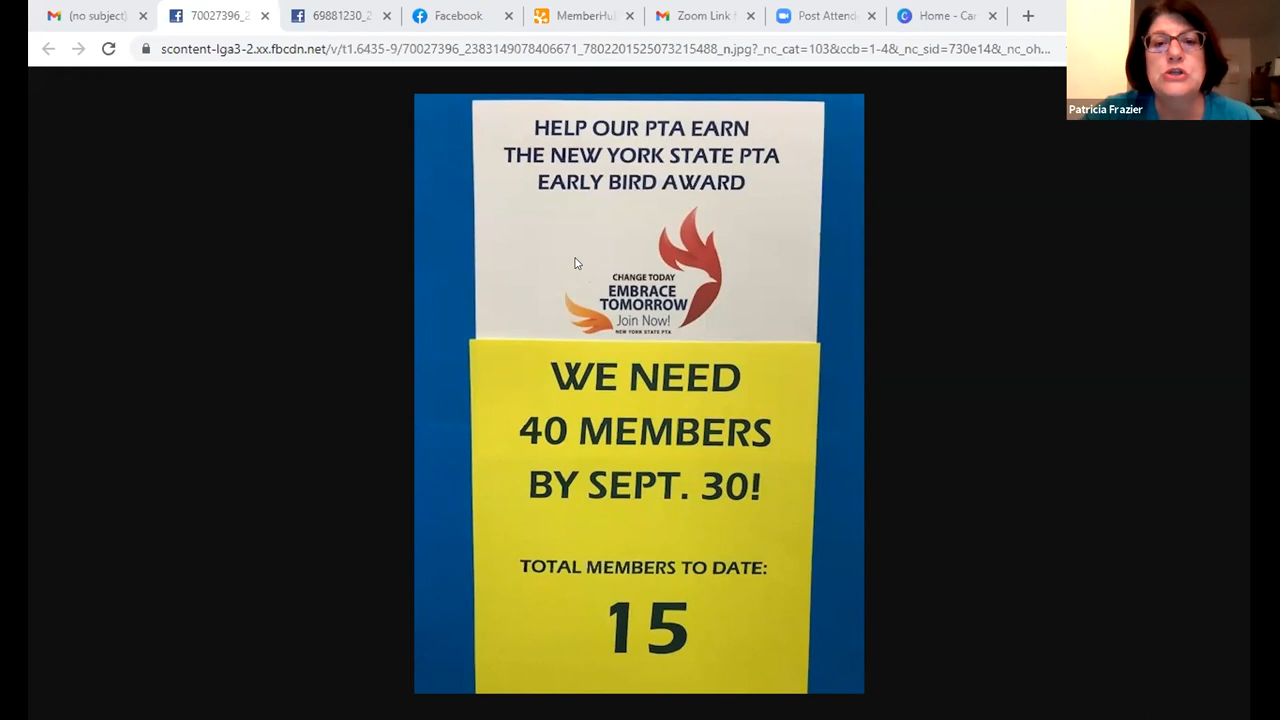 (no subject)
70027396_2
69881230_2
Facebook
MemberHu
Zoom Link
Post Attend
Home - Ca
scontent-lga3-2.xx.fbcdn.net/v/t1.6435-9/70027396_2383149078406671_7802201525073215488_n.jpg?_nc_cat=103&ccb=1-4&_nc_sid=730e14&_nc_oh...
Patricia Frazier
HELP OUR PTA EARN
THE NEW YORK STATE PTA
EARLY BIRD AWARD
CHANGE TODAY
EMBRACE
TOMORROW
Join Now!
NEW YORK STATE PTA
WE NEED
40 MEMBERS
BY SEPT. 30!
TOTAL MEMBERS TO DATE:
15